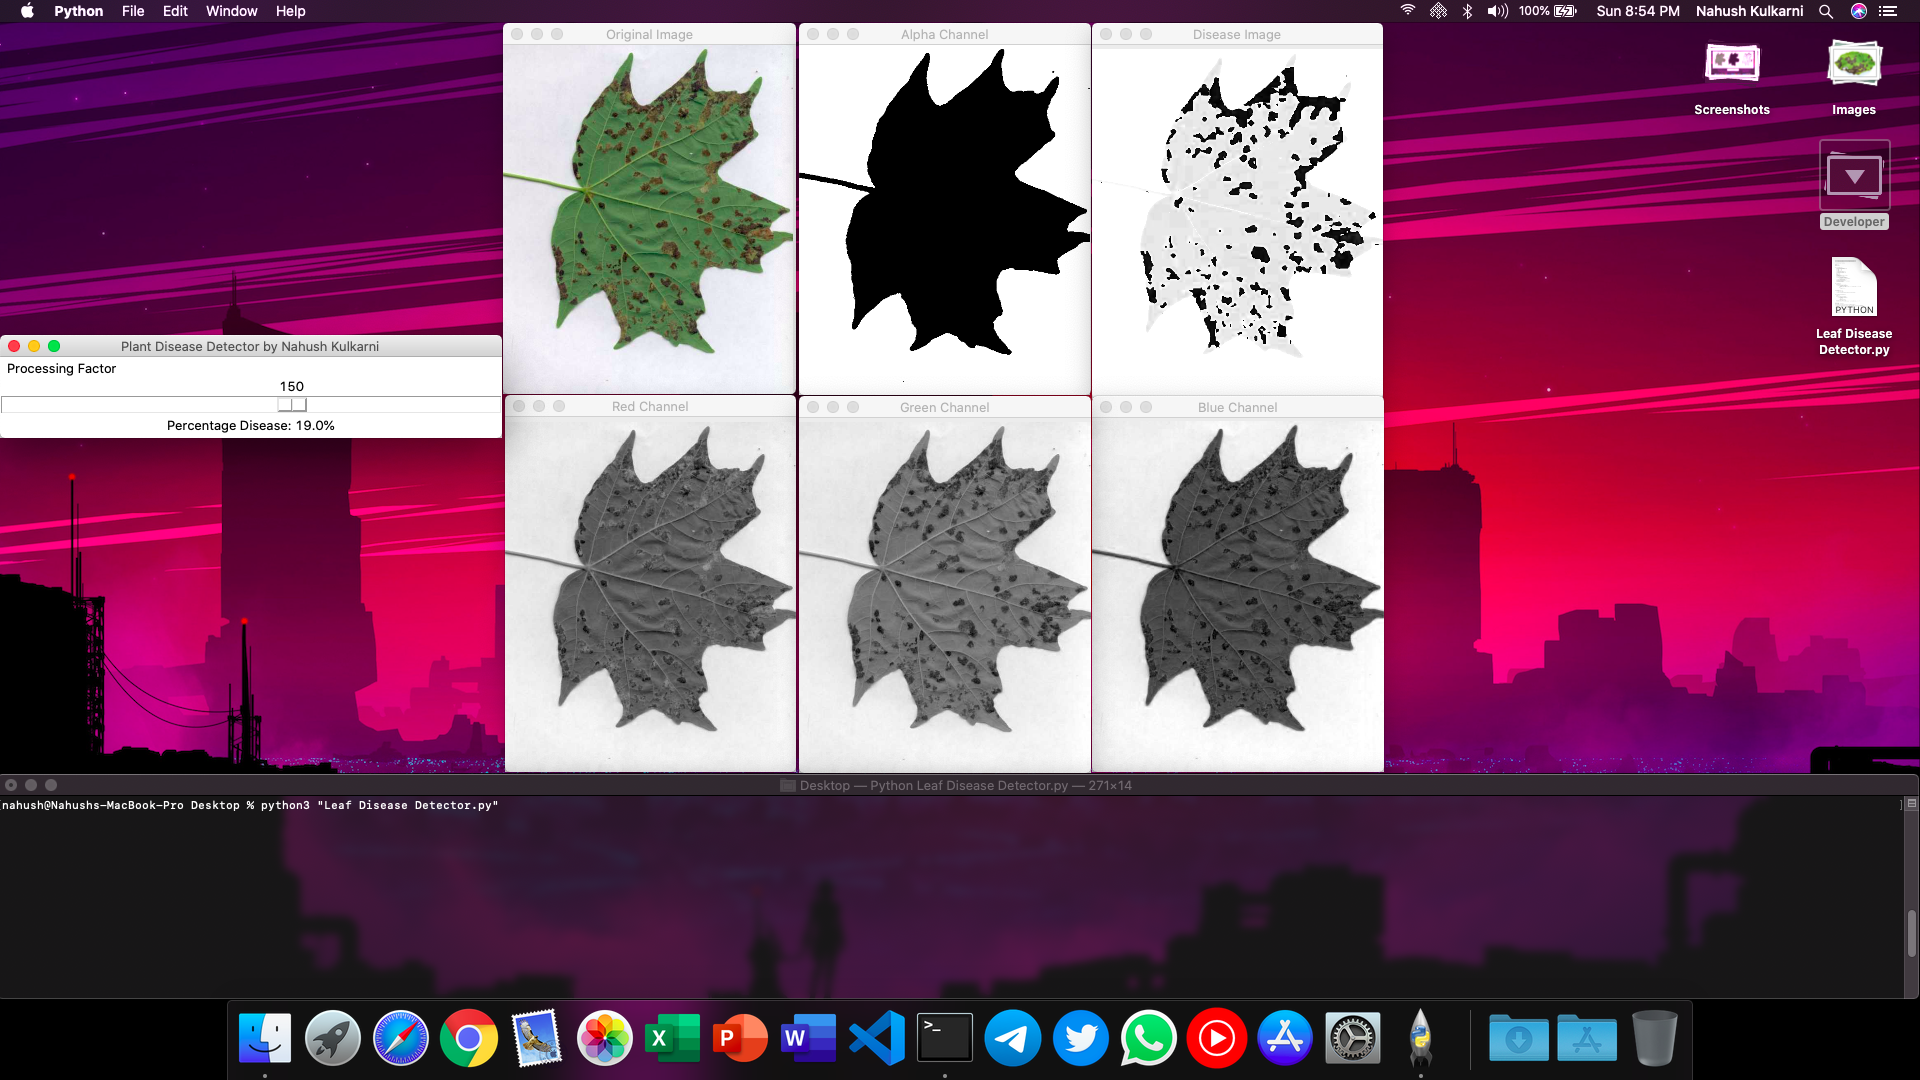 Python File Edit Window Help
100% Sun 8:54 PM Nahush Kulkarni
Original Image
Alpha Channel
Disease Image
Screenshots
Images
Developer
PYTHON
Leaf Disease
Detector.py
Plant Disease Detector by Nahush Kulkarni
Processing Factor
150
Percentage Disease: 19.0%
Red Channel
Green Channel
Blue Channel
Desktop — Python Leaf Disease Detector.py — 271×14
[nahush@Nahushs-MacBook-Pro Desktop % python3 "Leaf Disease Detector.py" ]
X
P
W
>_